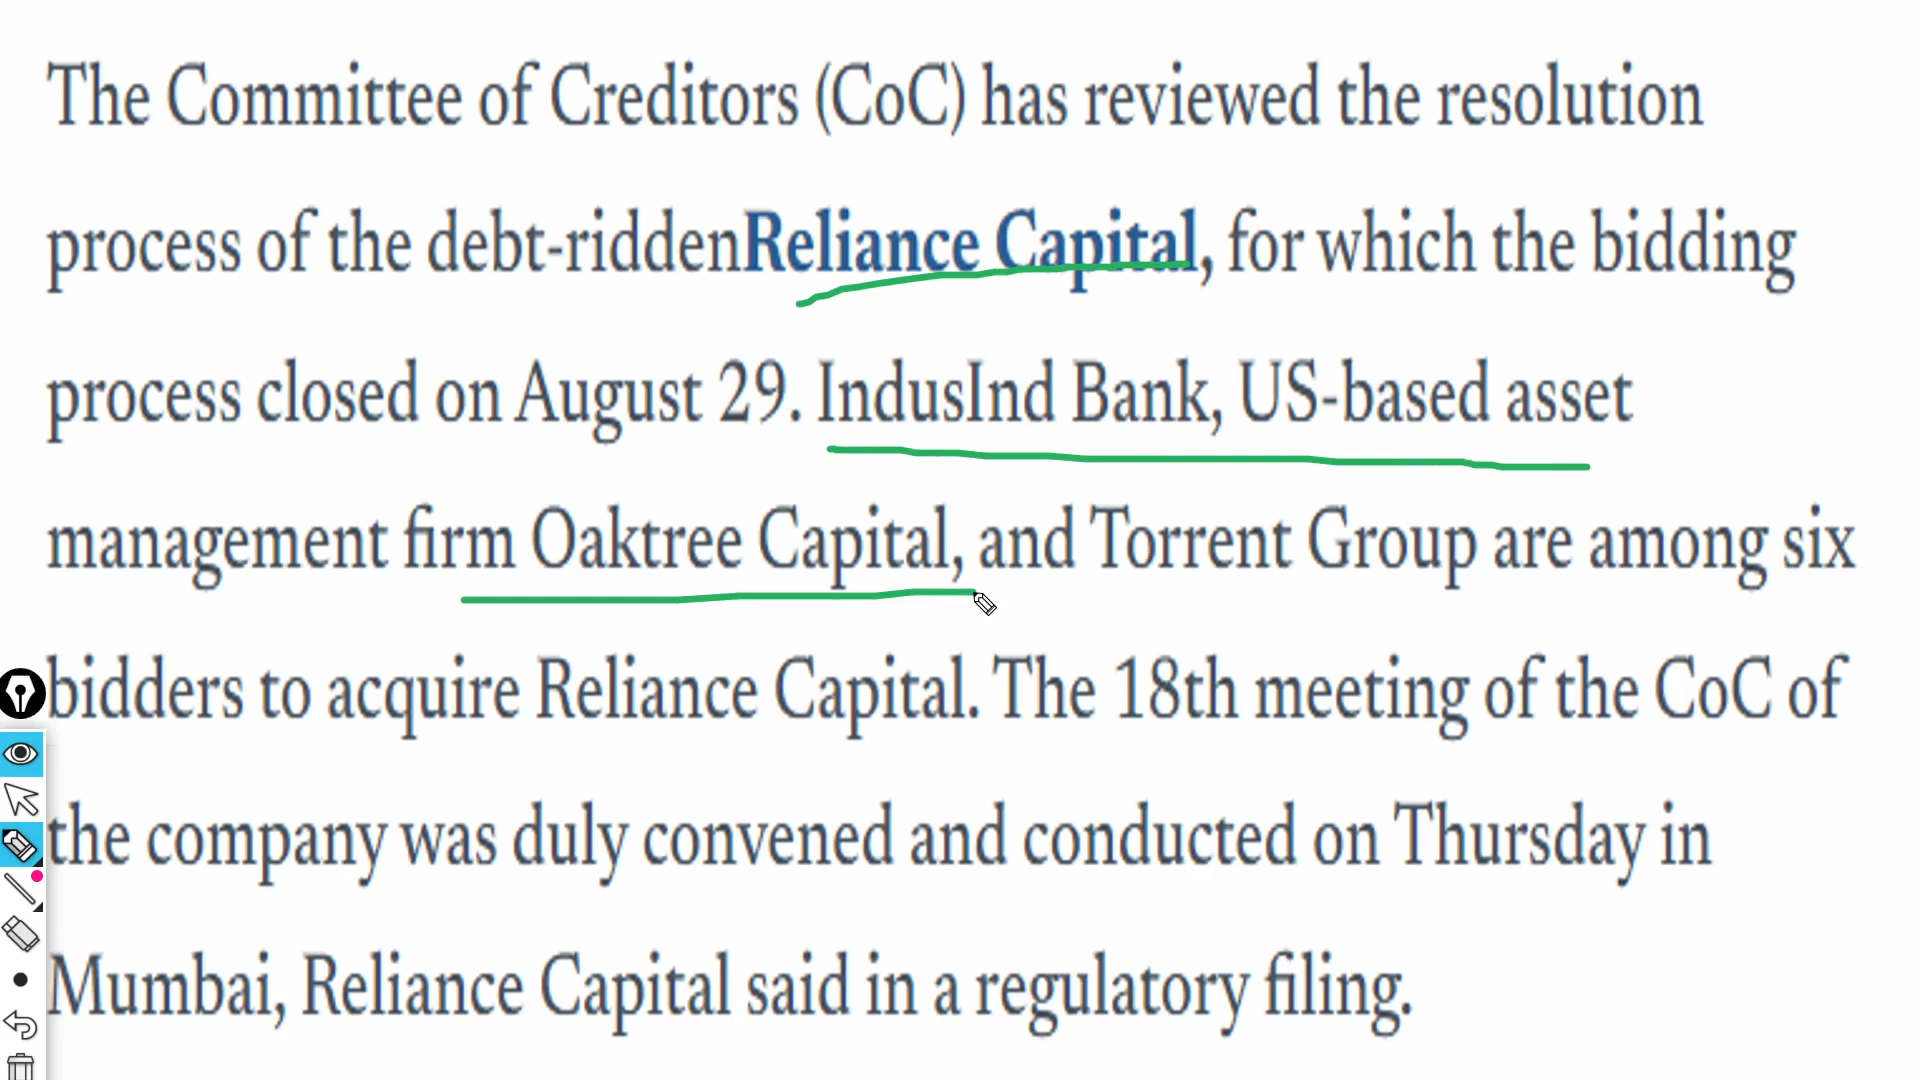 The Committee of Creditors (CoC) has reviewed the resolution
process of the debt-riddenReliance Capital, for which the bidding
process closed on August 29. IndusInd Bank, US-based asset
management firm Oaktree Capital, and Torrent Group are among six
bidders to acquire Reliance Capital. The 18th meeting of the CoC of
the company was duly convened and conducted on Thursday in
Mumbai, Reliance Capital said in a regulatory filing.